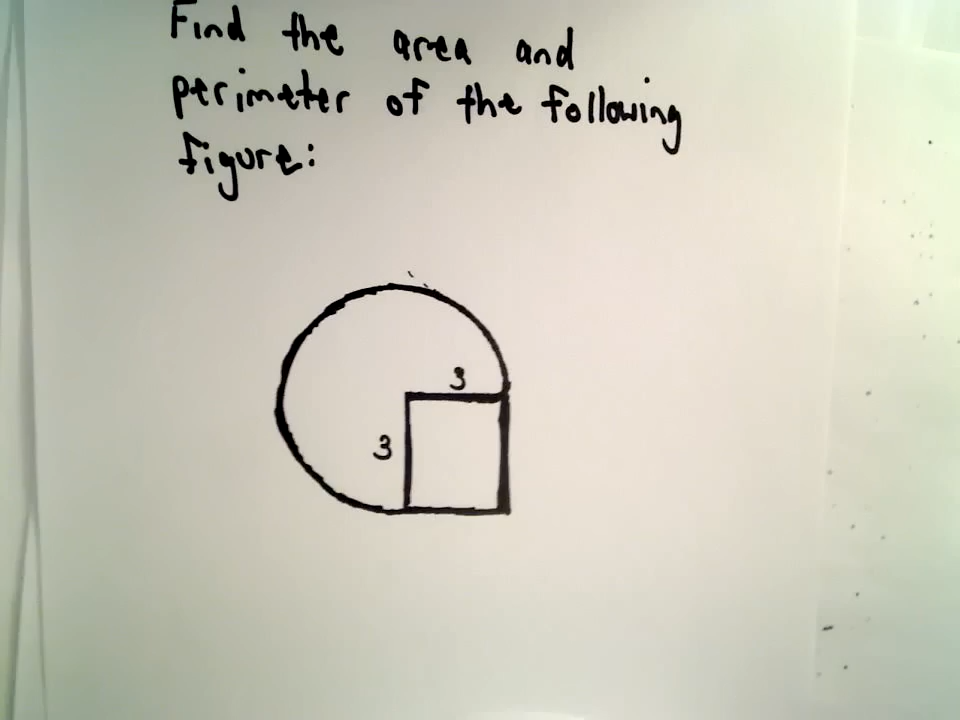 Find the area and
perimeter of the following
figure:
3
3